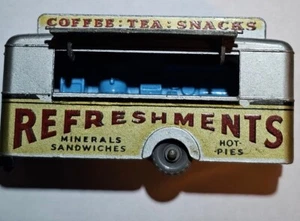 COFFEE · TEA · SNACKS
REFRESHMENTS
MINERALS
SANDWICHES
HOT
PIES